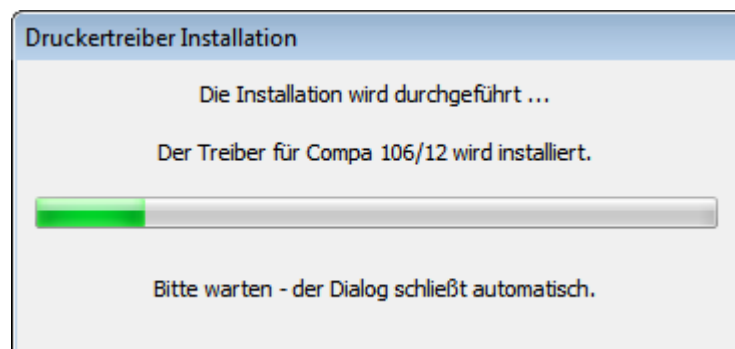 Druckertreiber Installation
Die Installation wird durchgeführt ...
Der Treiber für Compa 106/12 wird installiert.
Bitte warten - der Dialog schließt automatisch.